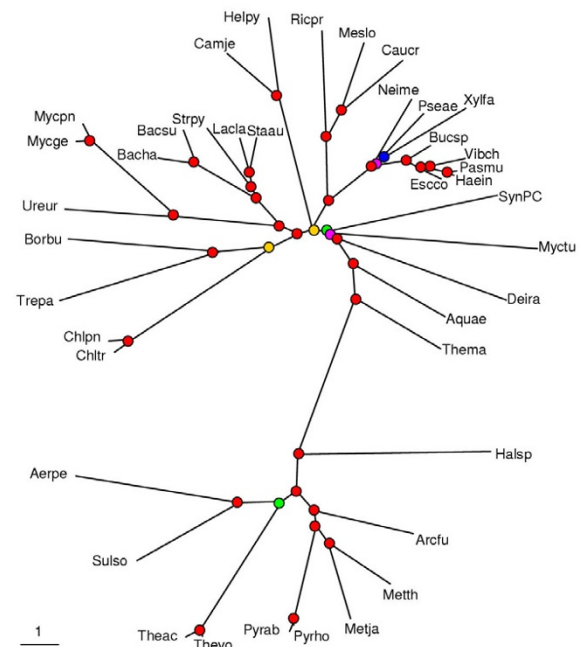 Helpy
Ricpr
Meslo
Camje
Caucr
Neime
Pseae
Xylfa
Mycpn
Strpy
Bacsu
Lacla
Staau
Mycge
Bacha
Bucsp
Vibch
Pasmu
Haein
Escco
SynPC
Ureur
Borbu
Myctu
Trepa
Deira
Aquae
Chlpn
Chltr
Thema
Halsp
Aerpe
Arcfu
Sulso
Metth
Metja
Pyrab
Pyrho
Theac
Thevo
1